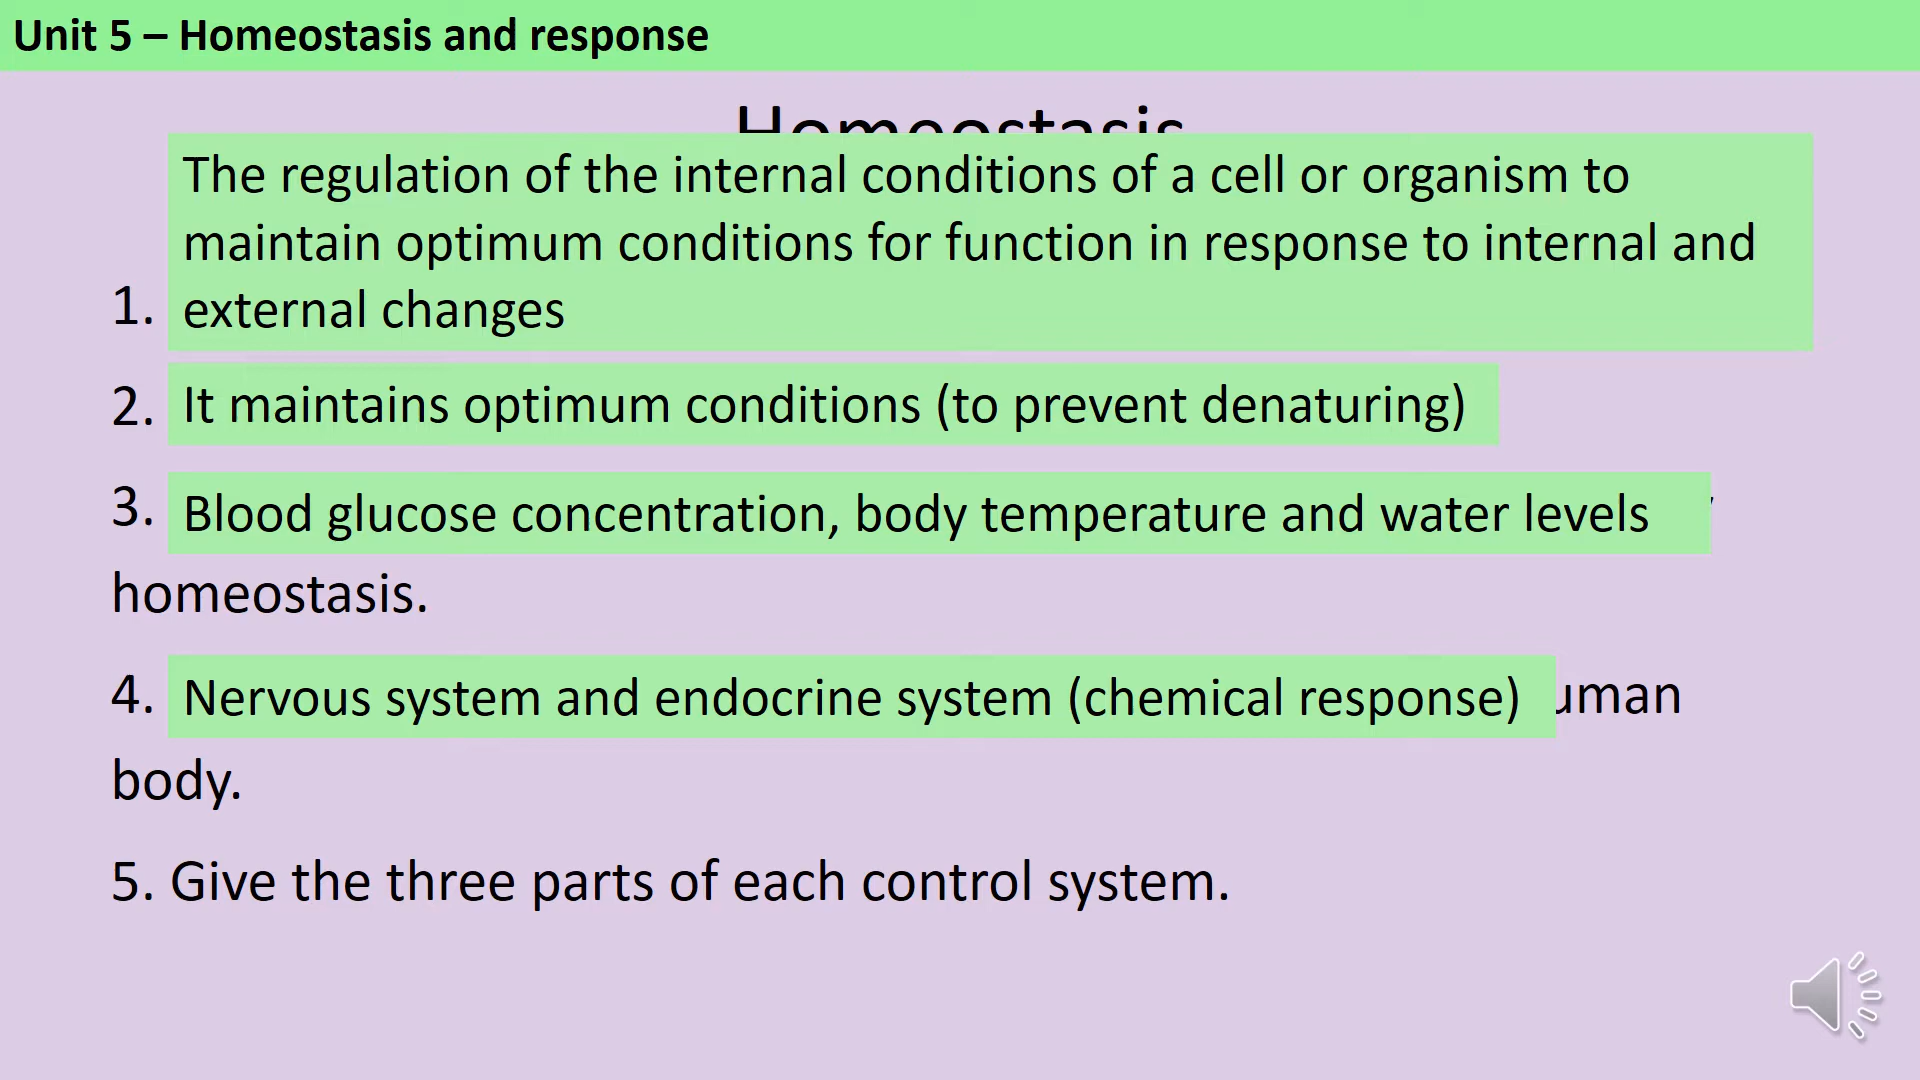 Unit 5 – Homeostasis and response
Homeostasis
The regulation of the internal conditions of a cell or organism to
maintain optimum conditions for function in response to internal and
1. external changes
2. It maintains optimum conditions (to prevent denaturing)
3. Blood glucose concentration, body temperature and water levels
homeostasis.
4. Nervous system and endocrine system (chemical response)
body.
5. Give the three parts of each control system.